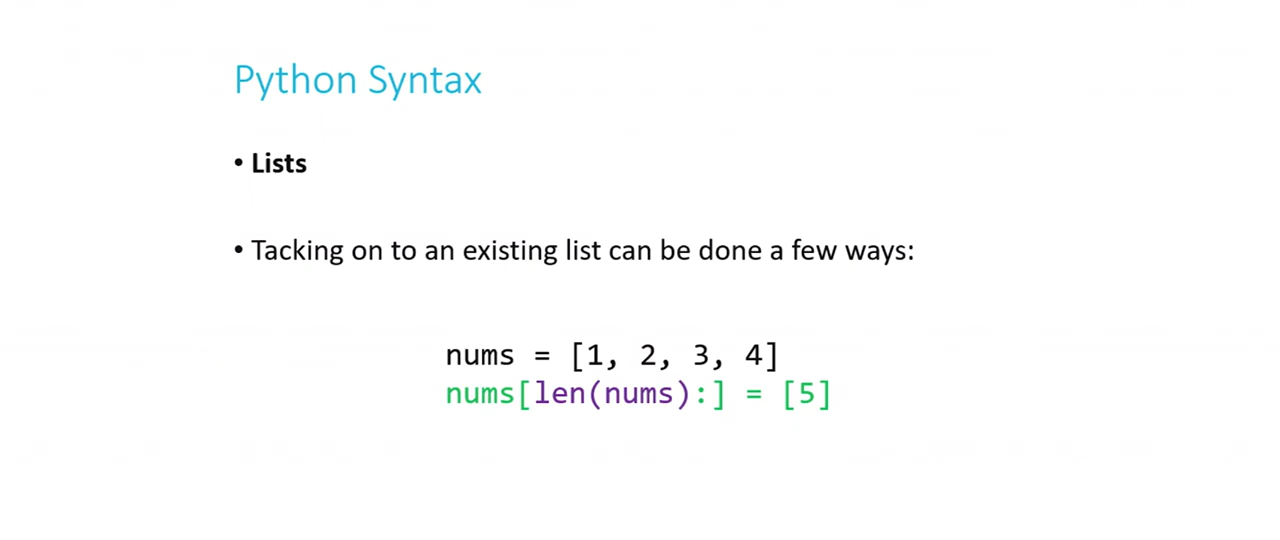 Python Syntax
• Lists
• Tacking on to an existing list can be done a few ways:
nums = [1, 2, 3, 4]
nums[len(nums):] = [5]